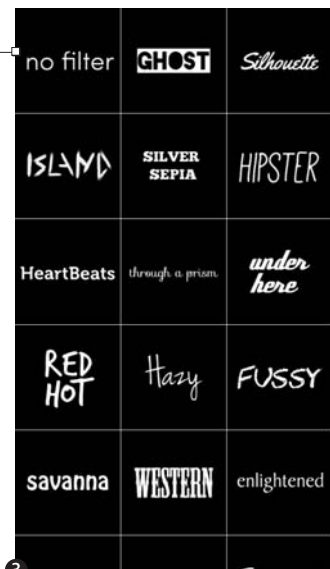 no filter
GHOST
Silhouette
ISLAND
SILVER
SEPIA
HIPSTER
HeartBeats
through a prism
under
here
RED
HOT
Hazy
FUSSY
savanna
WESTERN
enlightened
2